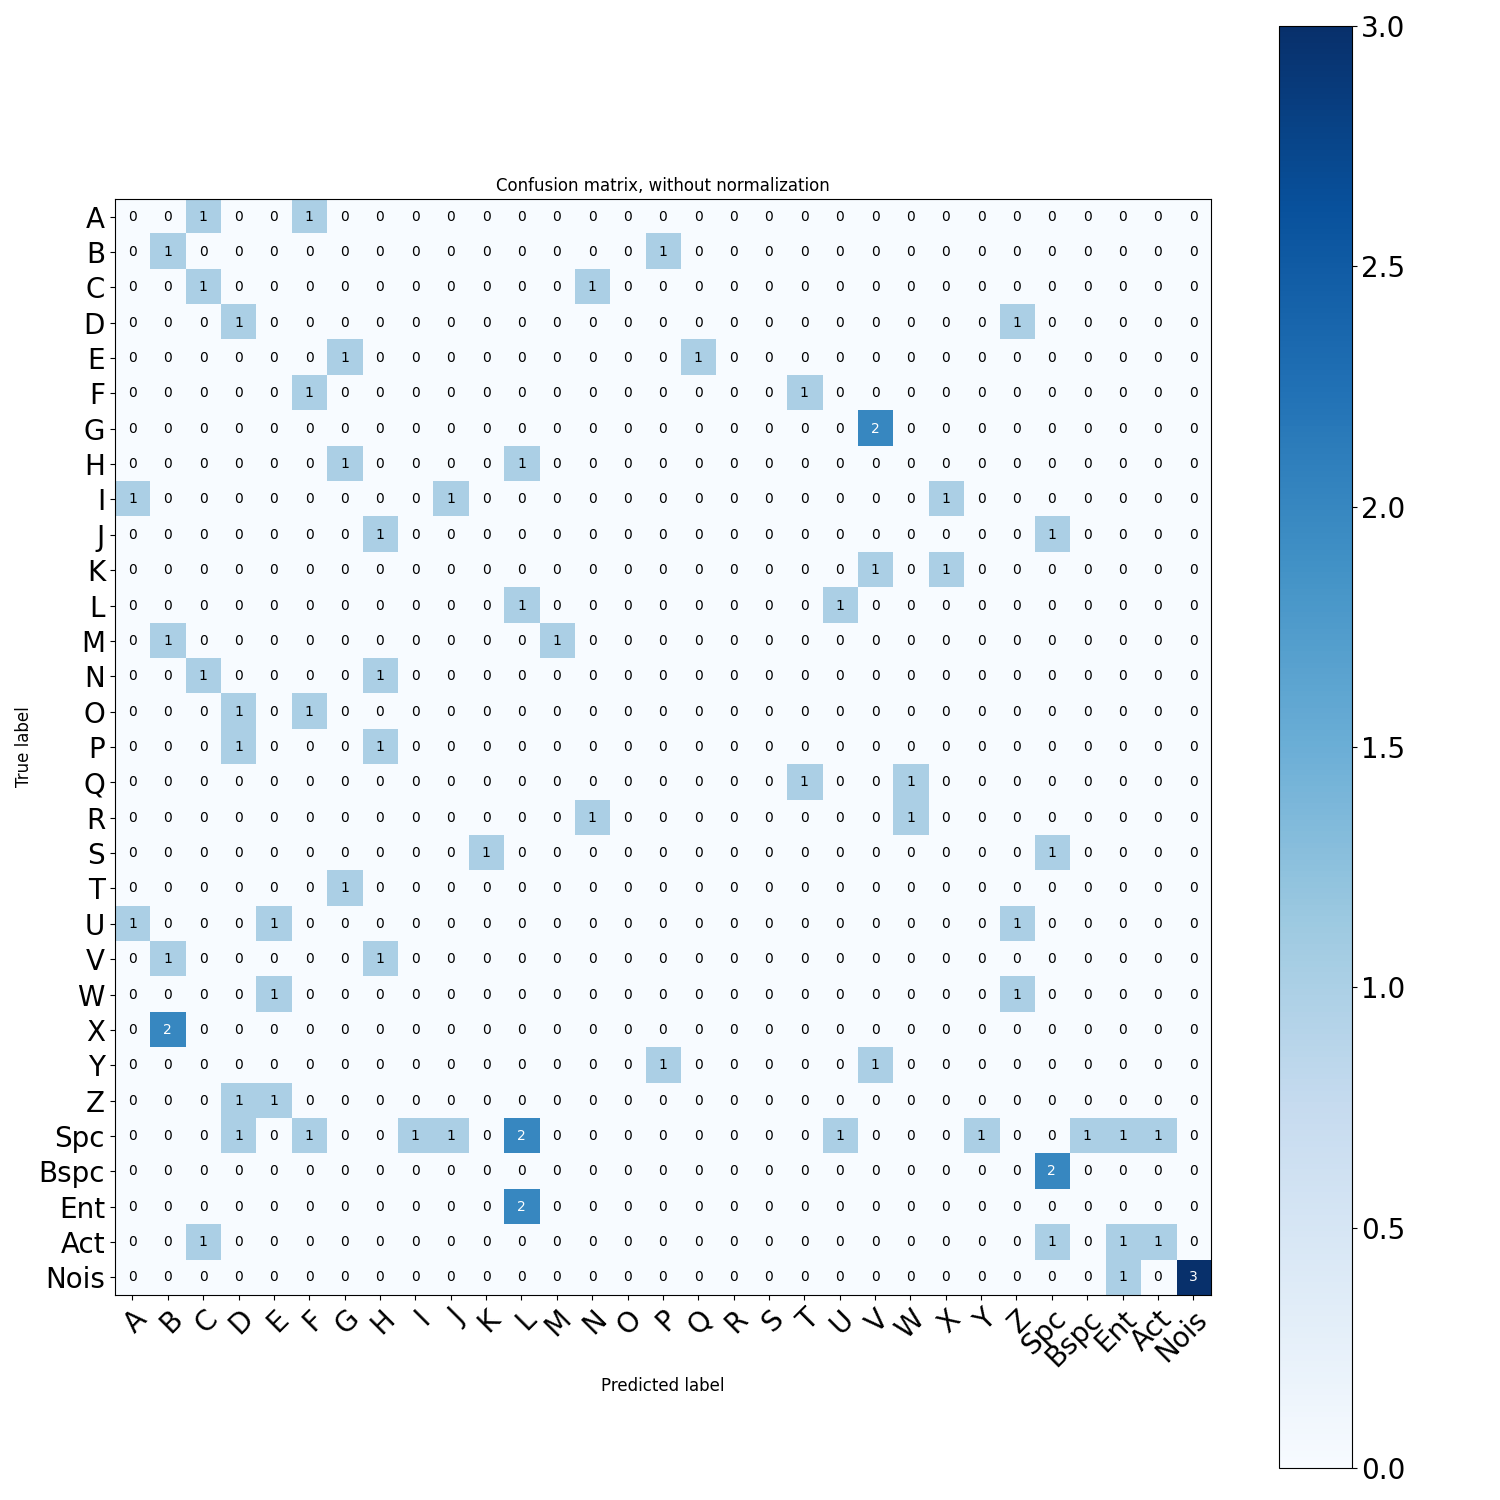 Confusion matrix, without normalization
A 0 0 1 0 0 1 0 0 0 0 0 0 0 0 0 0 0 0 0 0 0 0 0 0 0 0 0 0 0 0 0
B 0 1 0 0 0 0 0 0 0 0 0 0 0 0 0 1 0 0 0 0 0 0 0 0 0 0 0 0 0 0 0
C 0 0 1 0 0 0 0 0 0 0 0 0 0 1 0 0 0 0 0 0 0 0 0 0 0 0 0 0 0 0 0
D 0 0 0 1 0 0 0 0 0 0 0 0 0 0 0 0 0 0 0 0 0 0 0 0 0 1 0 0 0 0 0
E 0 0 0 0 0 0 1 0 0 0 0 0 0 0 0 0 1 0 0 0 0 0 0 0 0 0 0 0 0 0 0
F 0 0 0 0 0 1 0 0 0 0 0 0 0 0 0 0 0 0 0 1 0 0 0 0 0 0 0 0 0 0 0
G 0 0 0 0 0 0 0 0 0 0 0 0 0 0 0 0 0 0 0 0 0 2 0 0 0 0 0 0 0 0 0
H 0 0 0 0 0 0 1 0 0 0 0 1 0 0 0 0 0 0 0 0 0 0 0 0 0 0 0 0 0 0 0
I 1 0 0 0 0 0 0 0 0 1 0 0 0 0 0 0 0 0 0 0 0 0 0 1 0 0 0 0 0 0 0
J 0 0 0 0 0 0 0 1 0 0 0 0 0 0 0 0 0 0 0 0 0 0 0 0 0 0 1 0 0 0 0
K 0 0 0 0 0 0 0 0 0 0 0 0 0 0 0 0 0 0 0 0 0 1 0 1 0 0 0 0 0 0 0
L 0 0 0 0 0 0 0 0 0 0 0 1 0 0 0 0 0 0 0 0 1 0 0 0 0 0 0 0 0 0 0
M 0 1 0 0 0 0 0 0 0 0 0 0 1 0 0 0 0 0 0 0 0 0 0 0 0 0 0 0 0 0 0
N 0 0 1 0 0 0 0 1 0 0 0 0 0 0 0 0 0 0 0 0 0 0 0 0 0 0 0 0 0 0 0
O 0 0 0 1 0 1 0 0 0 0 0 0 0 0 0 0 0 0 0 0 0 0 0 0 0 0 0 0 0 0 0
P 0 0 0 1 0 0 0 1 0 0 0 0 0 0 0 0 0 0 0 0 0 0 0 0 0 0 0 0 0 0 0
Q 0 0 0 0 0 0 0 0 0 0 0 0 0 0 0 0 0 0 0 1 0 0 1 0 0 0 0 0 0 0 0
R 0 0 0 0 0 0 0 0 0 0 0 0 0 1 0 0 0 0 0 0 0 0 1 0 0 0 0 0 0 0 0
S 0 0 0 0 0 0 0 0 0 0 1 0 0 0 0 0 0 0 0 0 0 0 0 0 0 0 1 0 0 0 0
T 0 0 0 0 0 0 1 0 0 0 0 0 0 0 0 0 0 0 0 0 0 0 0 0 0 0 0 0 0 0 0
U 1 0 0 0 1 0 0 0 0 0 0 0 0 0 0 0 0 0 0 0 0 0 0 0 0 1 0 0 0 0 0
V 0 1 0 0 0 0 0 1 0 0 0 0 0 0 0 0 0 0 0 0 0 0 0 0 0 0 0 0 0 0 0
W 0 0 0 0 1 0 0 0 0 0 0 0 0 0 0 0 0 0 0 0 0 0 0 0 0 1 0 0 0 0 0
X 0 2 0 0 0 0 0 0 0 0 0 0 0 0 0 0 0 0 0 0 0 0 0 0 0 0 0 0 0 0 0
Y 0 0 0 0 0 0 0 0 0 0 0 0 0 0 0 1 0 0 0 0 0 1 0 0 0 0 0 0 0 0 0
Z 0 0 0 1 1 0 0 0 0 0 0 0 0 0 0 0 0 0 0 0 0 0 0 0 0 0 0 0 0 0 0
Spc 0 0 0 1 0 1 0 0 1 1 0 2 0 0 0 0 0 0 0 0 1 0 0 0 1 0 0 1 1 1 0
Bspc 0 0 0 0 0 0 0 0 0 0 0 0 0 0 0 0 0 0 0 0 0 0 0 0 0 0 2 0 0 0 0
Ent 0 0 0 0 0 0 0 0 0 0 0 2 0 0 0 0 0 0 0 0 0 0 0 0 0 0 0 0 0 0 0
Act 0 0 1 0 0 0 0 0 0 0 0 0 0 0 0 0 0 0 0 0 0 0 0 0 0 0 1 0 1 1 0
Nois 0 0 0 0 0 0 0 0 0 0 0 0 0 0 0 0 0 0 0 0 0 0 0 0 0 0 0 0 1 0 3
A B C D E F G H I J K L M N O P Q R S T U V W X Y Z Spc Bspc Ent Act Nois
Predicted label
True label
3.0
2.5
2.0
1.5
1.0
0.5
0.0